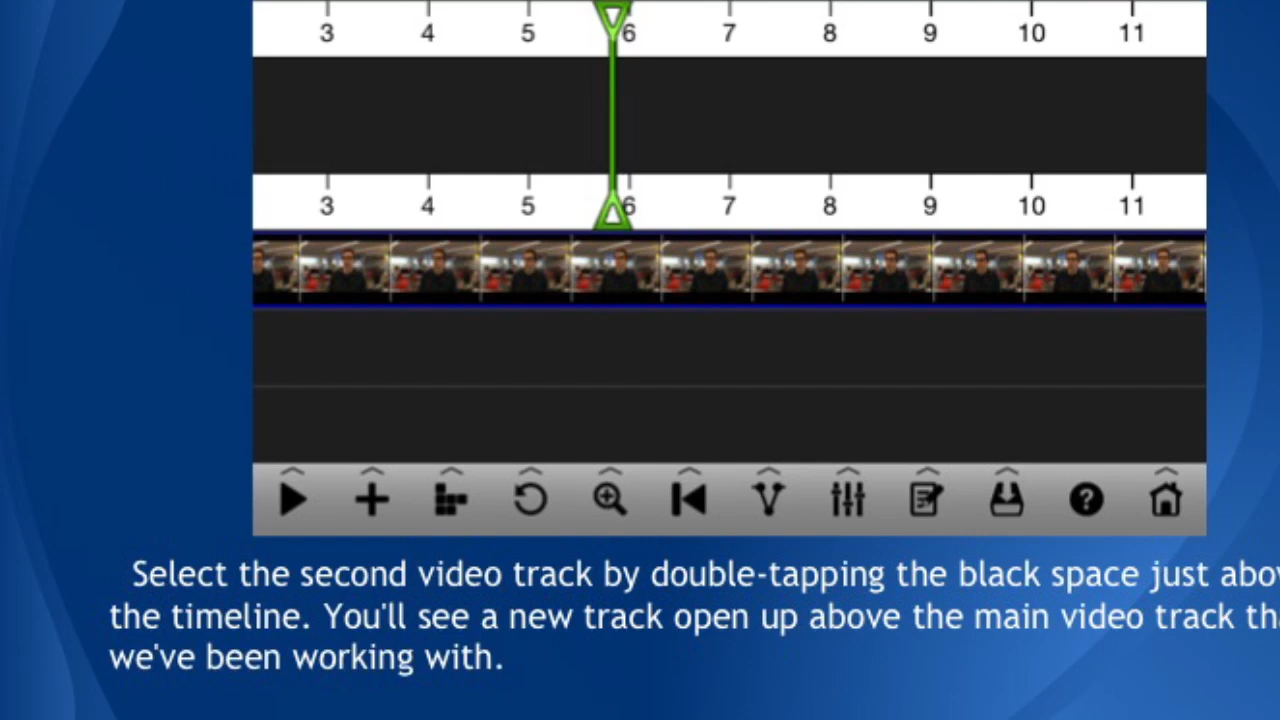 3 4 5 6 7 8 9 10 11
3 4 5 6 7 8 9 10 11
?
Select the second video track by double-tapping the black space just
the timeline. You'll see a new track open up above the main video track
we've been working with.